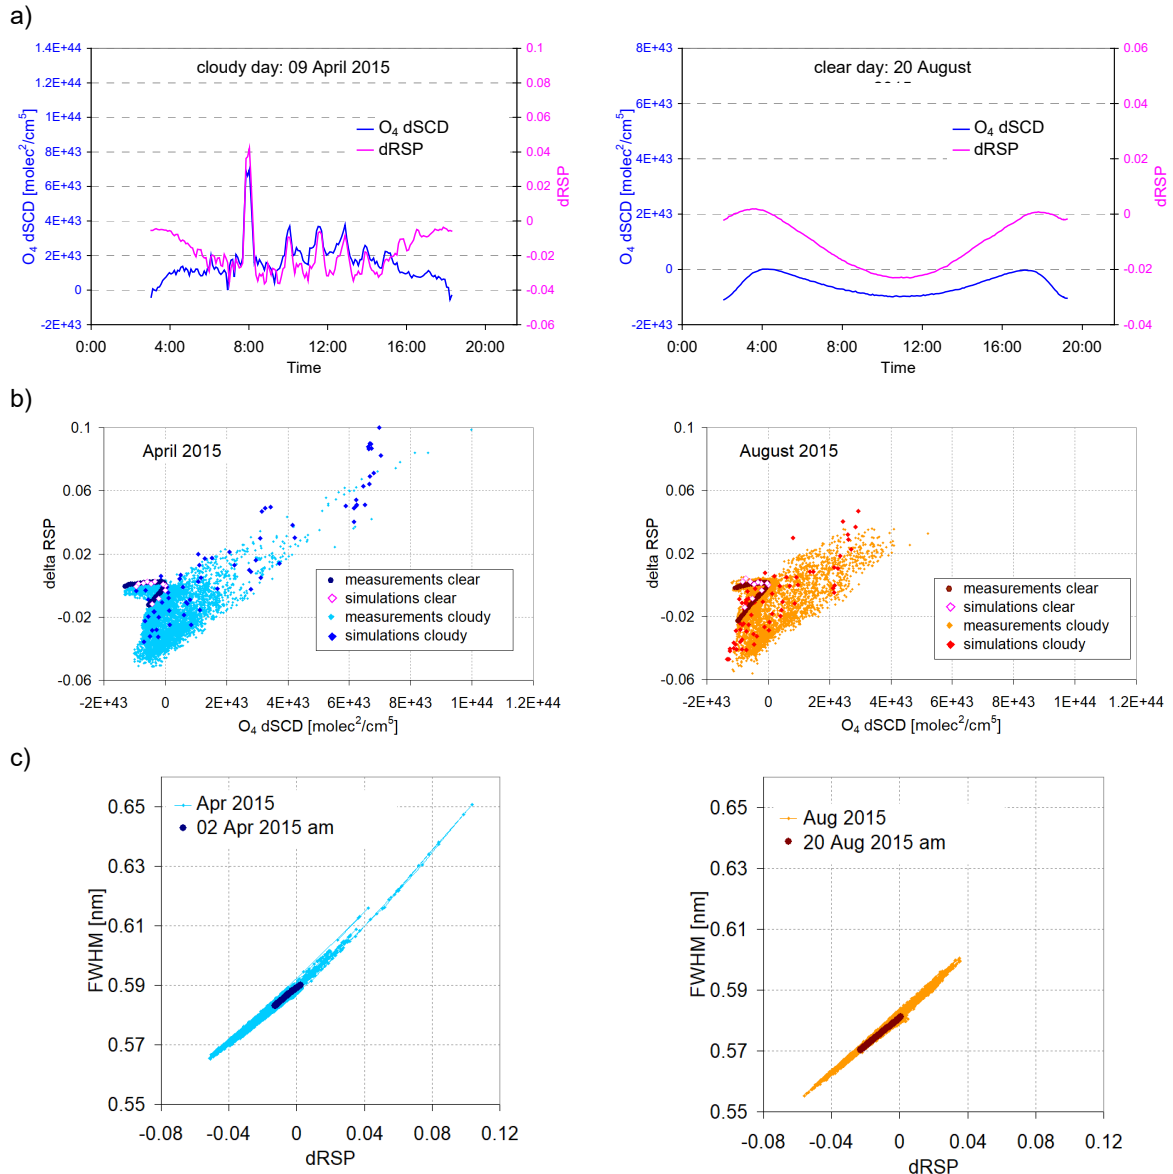 a)
cloudy day: 09 April 2015
O4 dSCD
dRSP
1.4E+44
1.2E+44
1E+44
8E+43
6E+43
4E+43
2E+43
0
-2E+43
O4 dSCD [molec2/cm5]
0.1
0.08
0.06
0.04
0.02
0
-0.02
-0.04
-0.06
dRSP
0:00 4:00 8:00 12:00 16:00 20:00
Time
clear day: 20 August
O4 dSCD
dRSP
8E+43
6E+43
4E+43
2E+43
0
-2E+43
O4 dSCD [molec2/cm5]
0.06
0.04
0.02
0
-0.02
-0.04
dRSP
0:00 4:00 8:00 12:00 16:00 20:00
Time
b)
April 2015
0.1
0.06
0.02
-0.02
-0.06
delta RSP
measurements clear
simulations clear
measurements cloudy
simulations cloudy
-2E+43 0 2E+43 4E+43 6E+43 8E+43 1E+44 1.2E+44
O4 dSCD [molec2/cm5]
August 2015
0.1
0.06
0.02
-0.02
-0.06
delta RSP
measurements clear
simulations clear
measurements cloudy
simulations cloudy
-2E+43 0 2E+43 4E+43 6E+43 8E+43 1E+44 1.2E+44
O4 dSCD [molec2/cm5]
c)
Apr 2015
02 Apr 2015 am
0.65
0.63
0.61
0.59
0.57
0.55
FWHM [nm]
-0.08 -0.04 0 0.04 0.08 0.12
dRSP
Aug 2015
20 Aug 2015 am
0.65
0.63
0.61
0.59
0.57
0.55
FWHM [nm]
-0.08 -0.04 0 0.04 0.08 0.12
dRSP